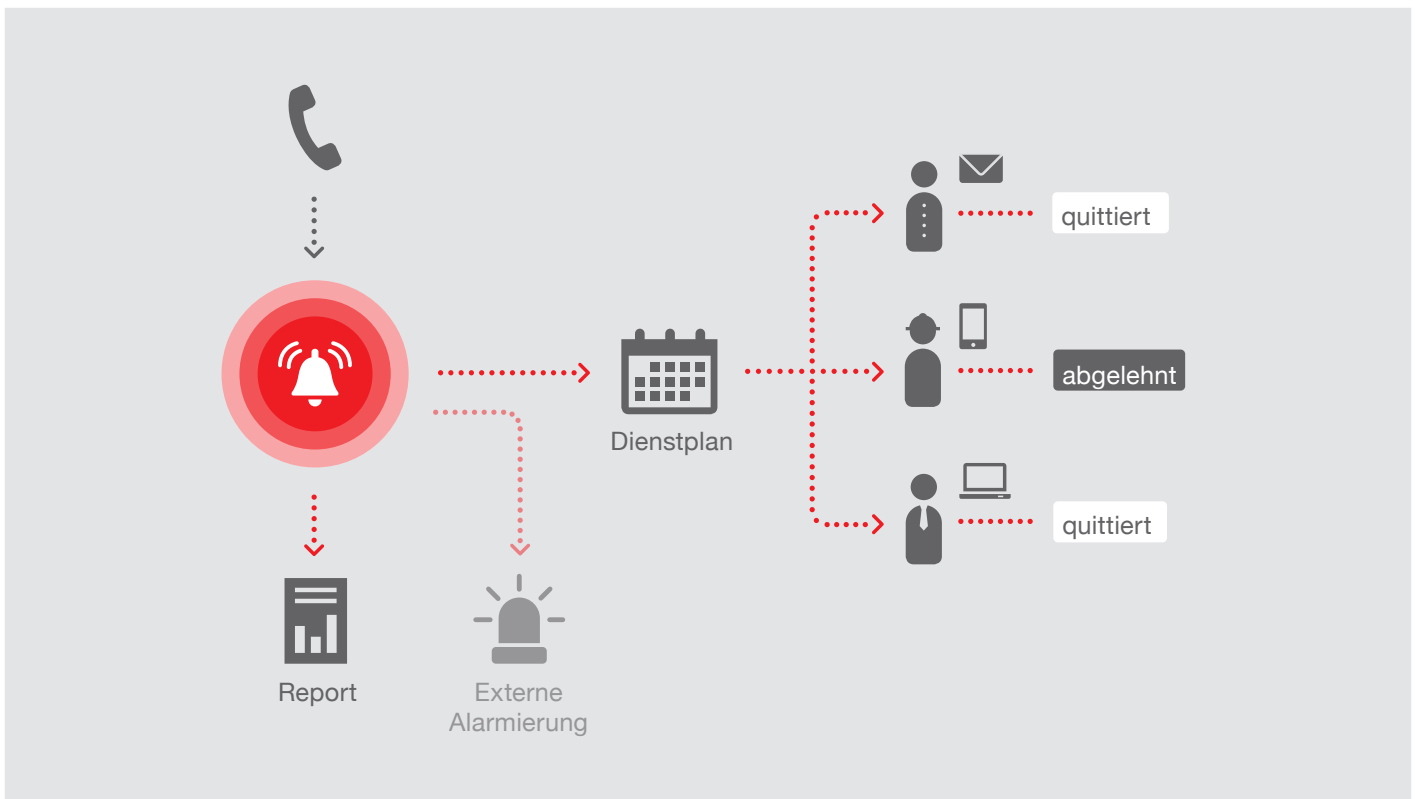 quittiert
abgelehnt
Dienstplan
quittiert
Report
Externe
Alarmierung